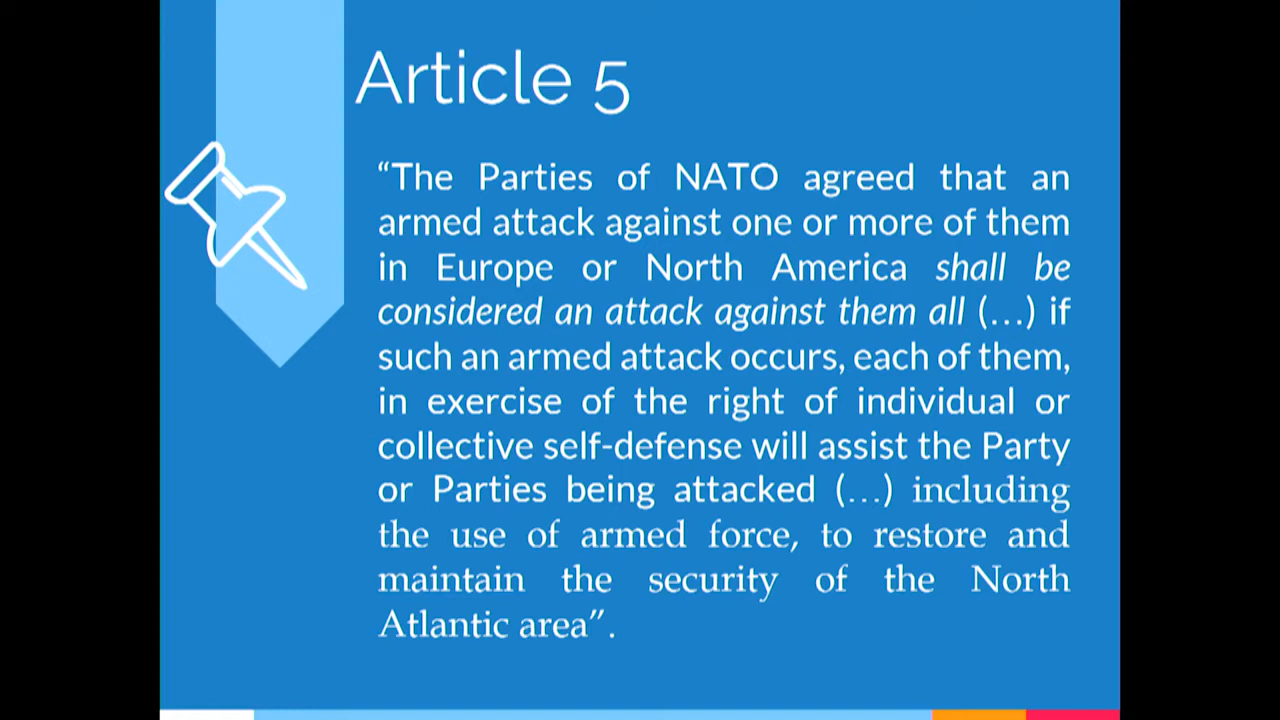 Article 5
“The Parties of NATO agreed that an
armed attack against one or more of them
in Europe or North America shall be
considered an attack against them all (…) if
such an armed attack occurs, each of them,
in exercise of the right of individual or
collective self-defense will assist the Party
or Parties being attacked (…) including
the use of armed force, to restore and
maintain the security of the North
Atlantic area”.